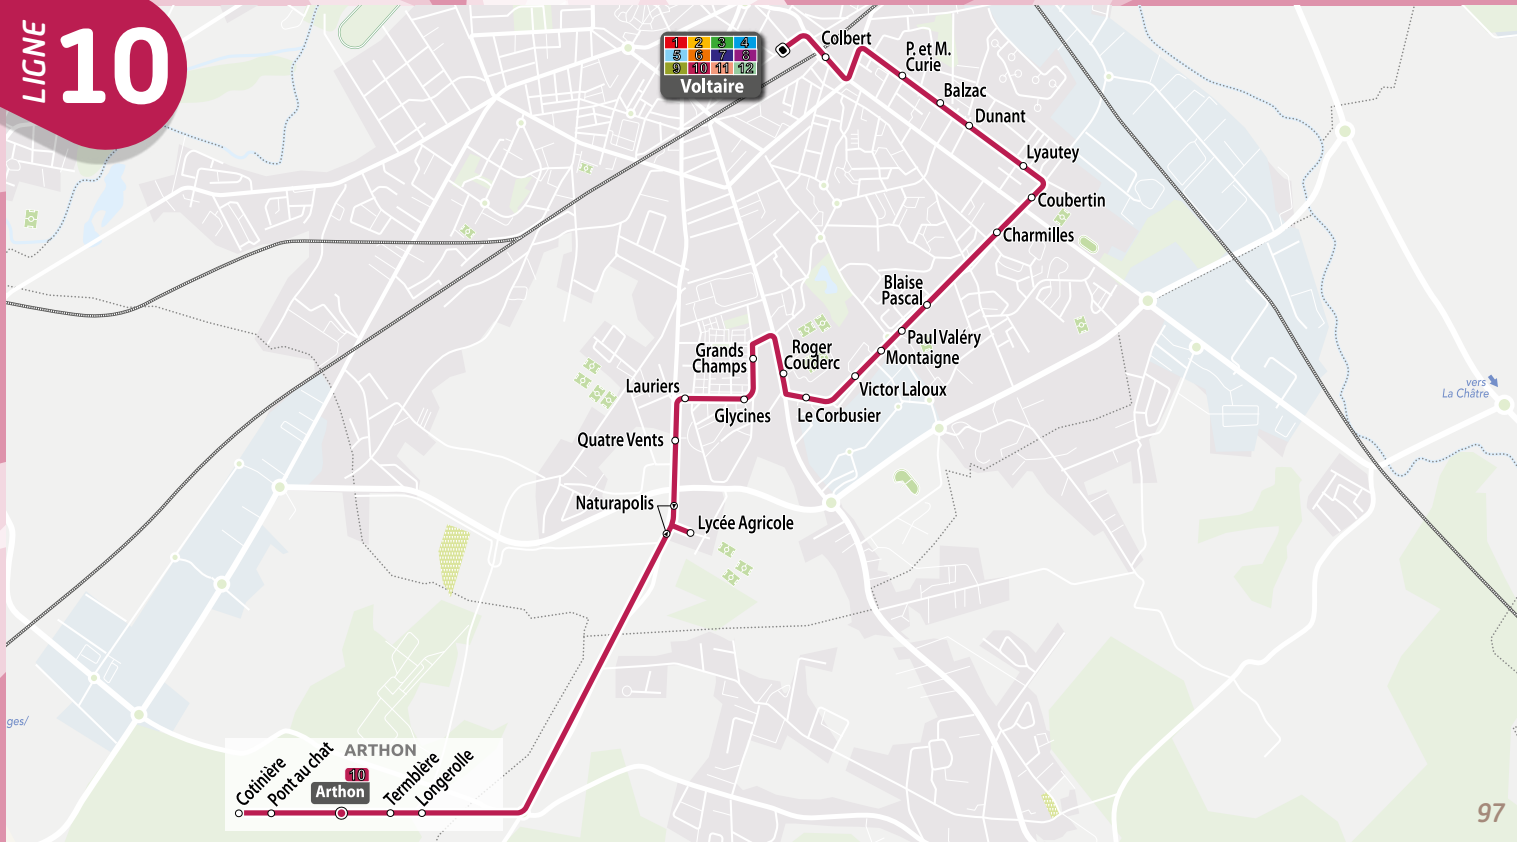 LIGNE
10
1 2 3 4
5 6 7 8
9 10 11 12
Voltaire
Colbert
P. et M.
Curie
Balzac
Dunant
Lyautey
Coubertin
Charmilles
Blaise
Pascal
Paul Valéry
Montaigne
Victor Laloux
Le Corbusier
Roger
Couderc
Grands
Champs
Glycines
Lauriers
Quatre Vents
Naturapolis
Lycée Agricole
vers
La Châtre
ges/
ARTHON
10
Arthon
Cotinière
Pont au chat
Termblère
Longerolle
97